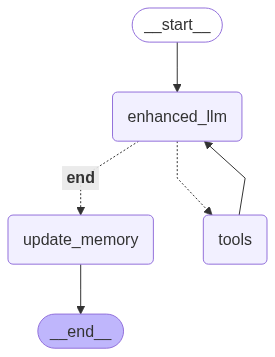 __start__
enhanced_llm
end
update_memory
tools
__end__